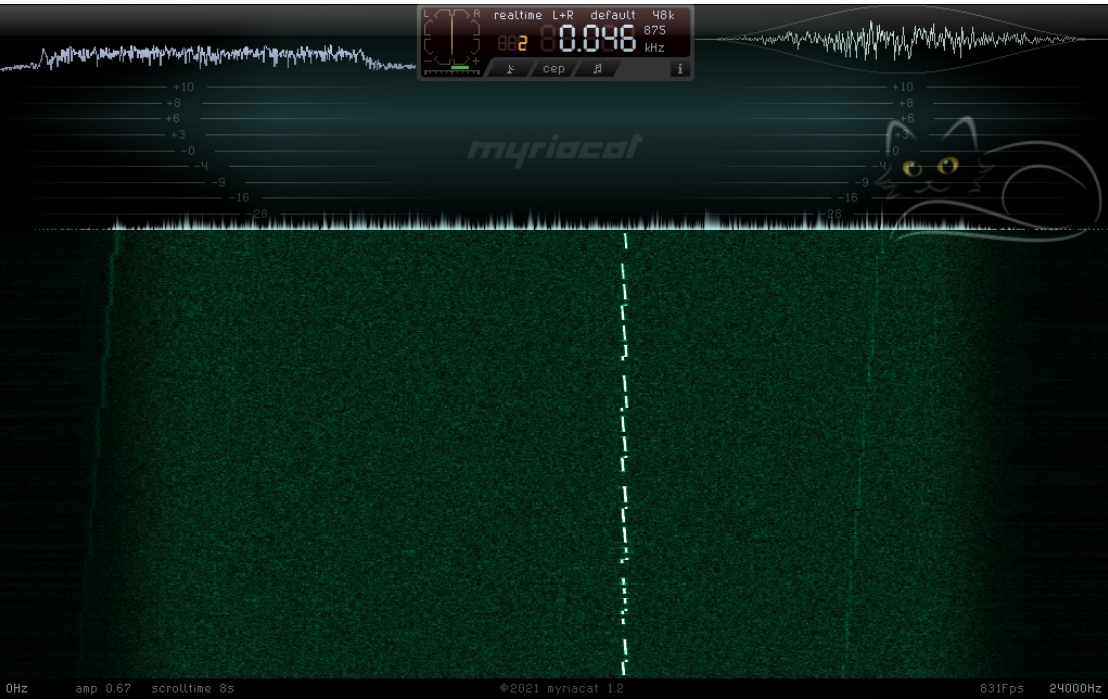 L R realtime L+R default 48k
2 0.046 875 kHz
cep i
+10 +10
+8 +8
+6 +6
+3 +3
-0 -0
-4 -4
-9 -9
-16 -16
-28 -28
myriacat
0Hz amp 0.67 scrolltime 8s ©2021 myriacat 1.2 831Fps 24000Hz